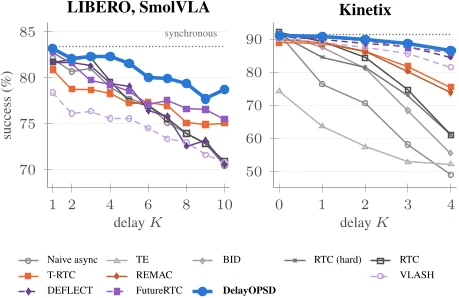 LIBERO, SmolVLA
Kinetix
synchronous
success (%)
85
80
75
70
1 2 4 6 8 10
delay K
90
80
70
60
50
0 1 2 3 4
delay K
Naive async TE BID RTC (hard) RTC
T-RTC REMAC VLASH
DEFLECT FutureRTC DelayOPSD